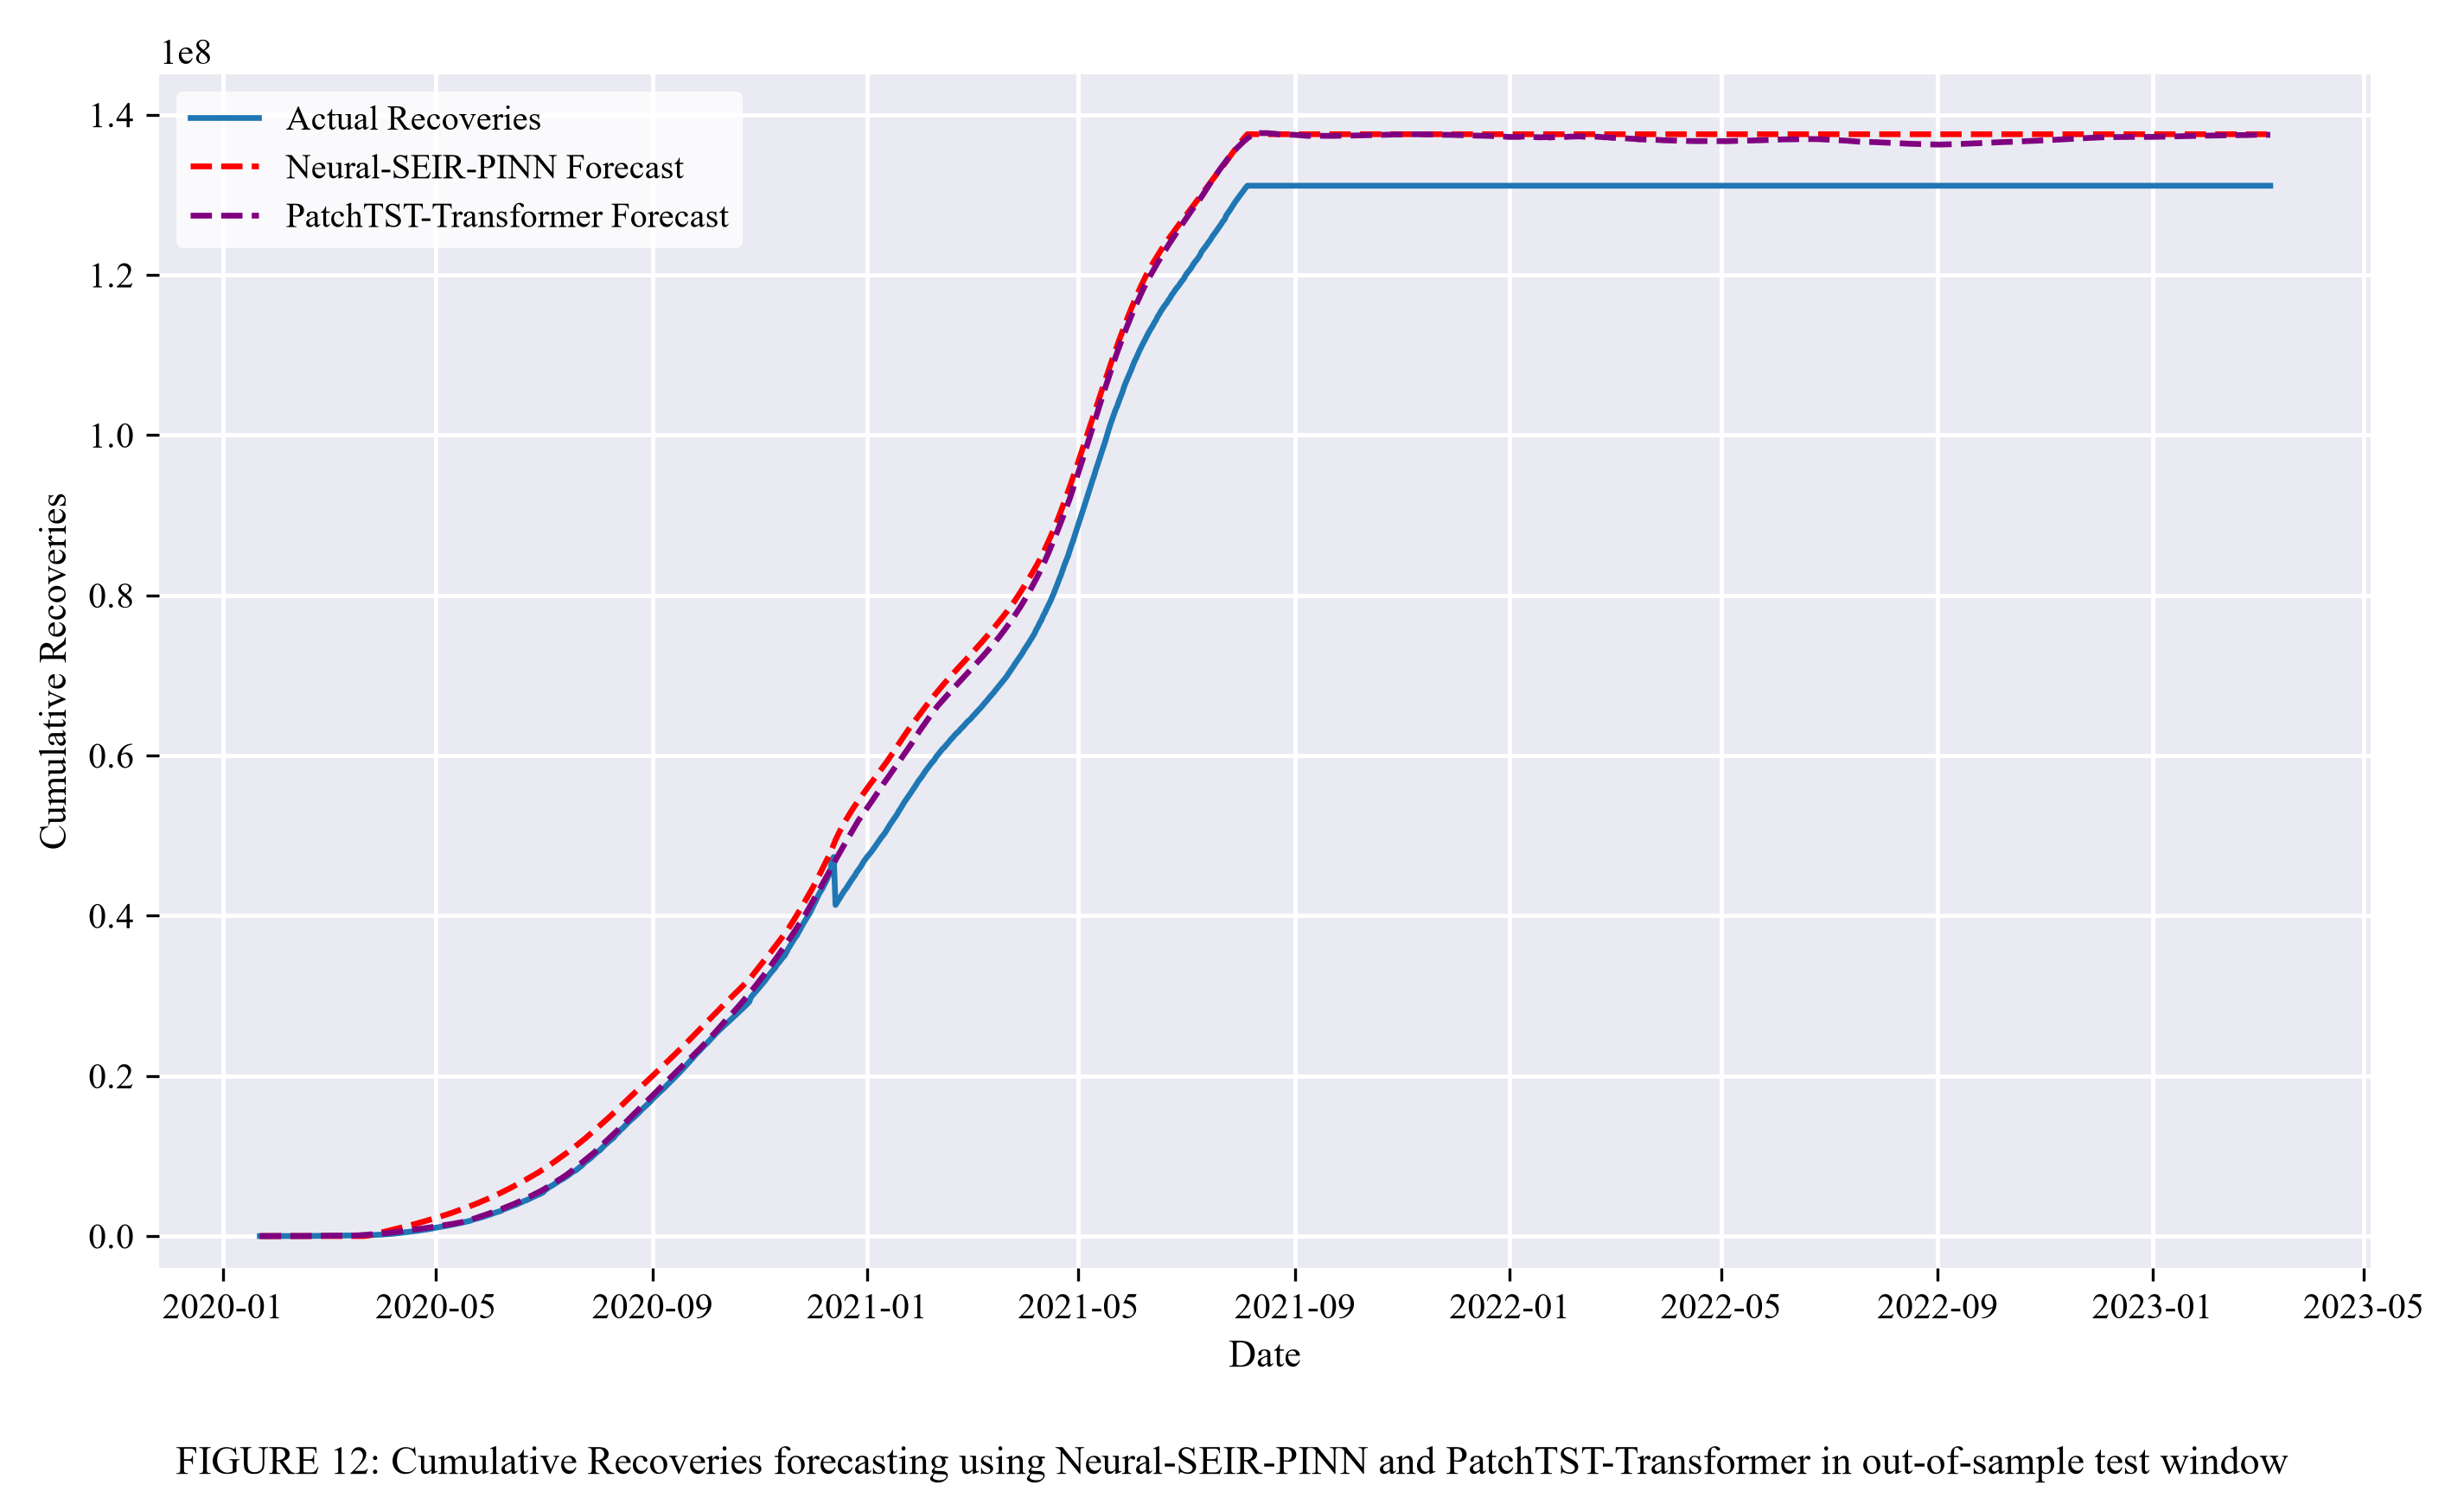 1e8
1.4
1.2
1.0
0.8
0.6
0.4
0.2
0.0
Cumulative Recoveries
Actual Recoveries
Neural-SEIR-PINN Forecast
PatchTST-Transformer Forecast
2020-01 2020-05 2020-09 2021-01 2021-05 2021-09 2022-01 2022-05 2022-09 2023-01 2023-05
Date
FIGURE 12: Cumulative Recoveries forecasting using Neural-SEIR-PINN and PatchTST-Transformer in out-of-sample test window